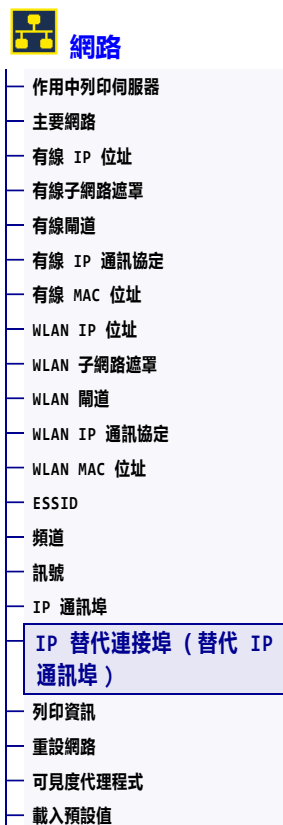 網路
作用中列印伺服器
主要網路
有線 IP 位址
有線子網路遮罩
有線閘道
有線 IP 通訊協定
有線 MAC 位址
WLAN IP 位址
WLAN 子網路遮罩
WLAN 閘道
WLAN IP 通訊協定
WLAN MAC 位址
ESSID
頻道
訊號
IP 通訊埠
IP 替代連接埠 (替代 IP
通訊埠)
列印資訊
重設網路
可見度代理程式
載入預設值